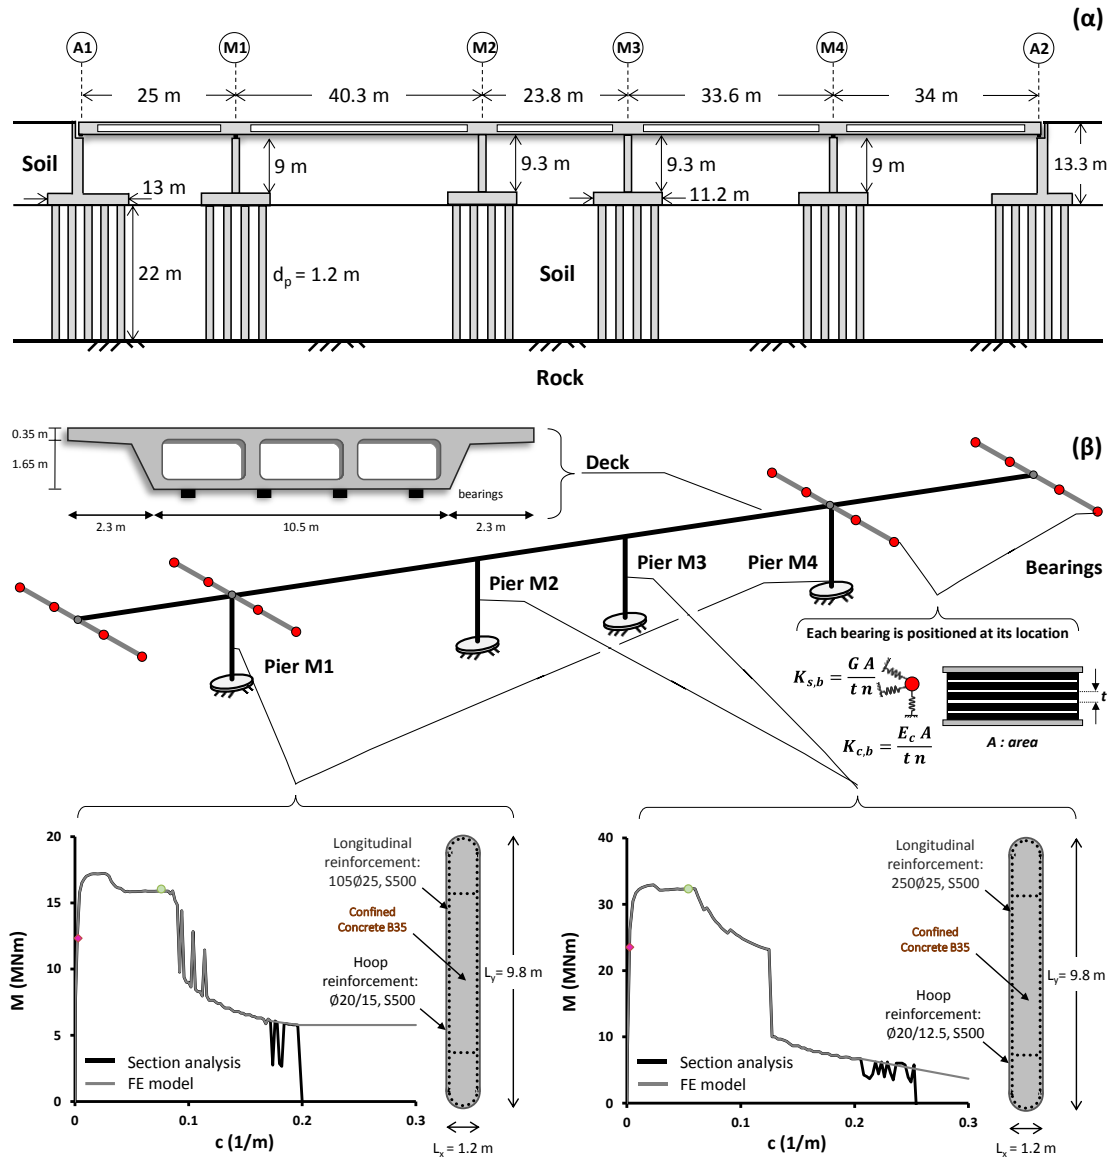 (α)
A1
M1
M2
M3
M4
A2
25 m
40.3 m
23.8 m
33.6 m
34 m
Soil
9 m
9.3 m
9.3 m
9 m
13.3 m
13 m
11.2 m
22 m
dₚ = 1.2 m
Soil
Rock
(β)
0.35 m
1.65 m
bearings
2.3 m
10.5 m
2.3 m
Deck
Pier M1
Pier M2
Pier M3
Pier M4
Bearings
Each bearing is positioned at its location
K_{s,b} = G A / t n
K_{c,b} = E_c A / t n
t
A : area
M (MNm)
20
15
10
5
0
0
0.1
0.2
0.3
c (1/m)
Section analysis
FE model
Longitudinal
reinforcement:
105Ø25, S500
Confined
Concrete B35
Hoop
reinforcement:
Ø20/15, S500
L_y= 9.8 m
L_x = 1.2 m
M (MNm)
40
30
20
10
0
0
0.1
0.2
0.3
c (1/m)
Section analysis
FE model
Longitudinal
reinforcement:
250Ø25, S500
Confined
Concrete B35
Hoop
reinforcement:
Ø20/12.5, S500
L_y= 9.8 m
L_x = 1.2 m